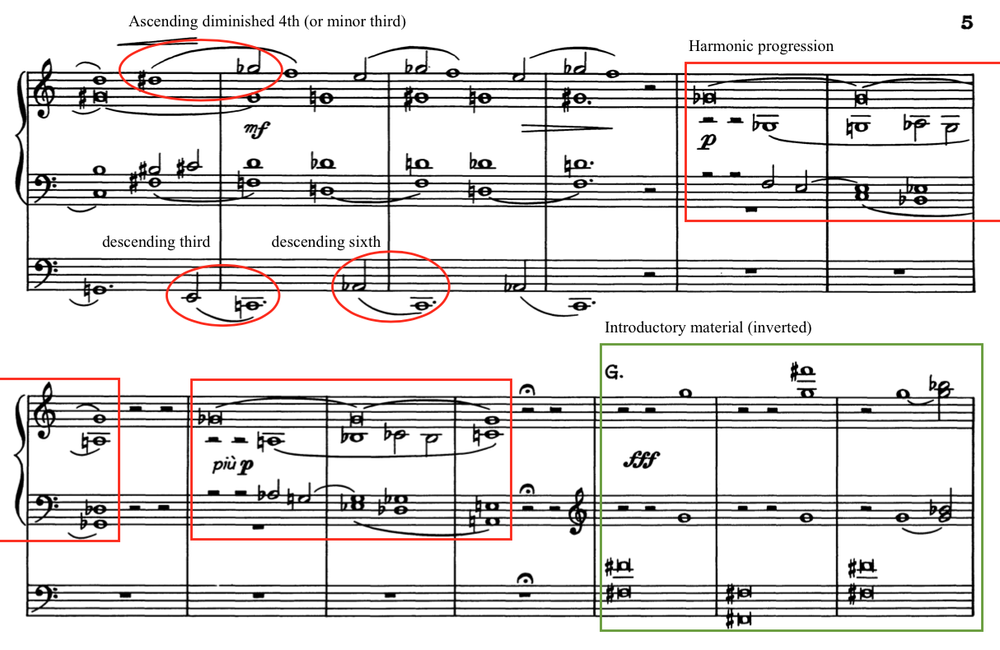 Ascending diminished 4th (or minor third)
5
Harmonic progression
mf
p
descending third
descending sixth
Introductory material (inverted)
G.
più p
fff